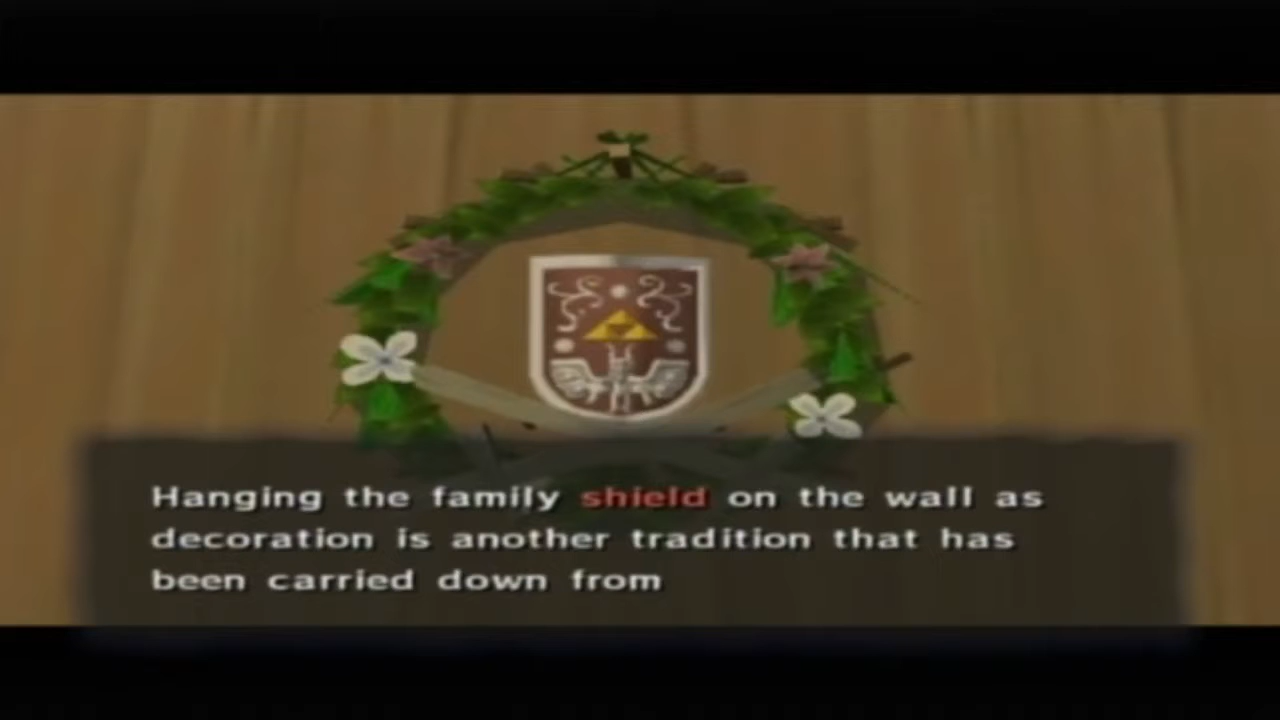 Hanging the family shield on the wall as
decoration is another tradition that has
been carried down from